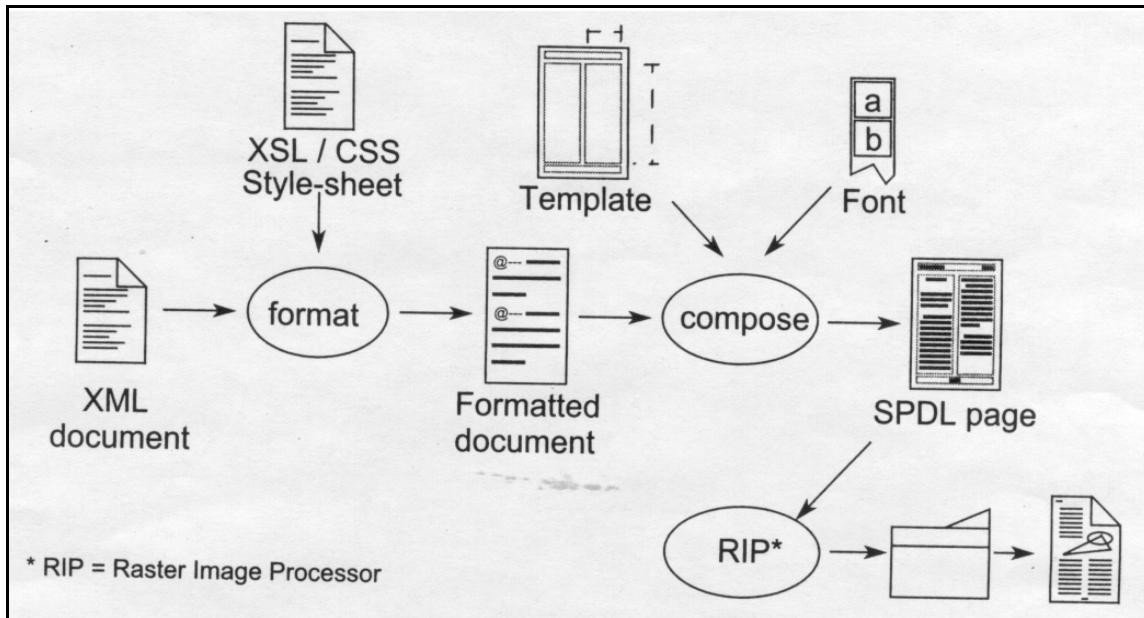 XSL / CSS
Style-sheet
Template
a
b
Font
XML
document
format
@---
@---
Formatted
document
compose
SPDL page
RIP*
* RIP = Raster Image Processor